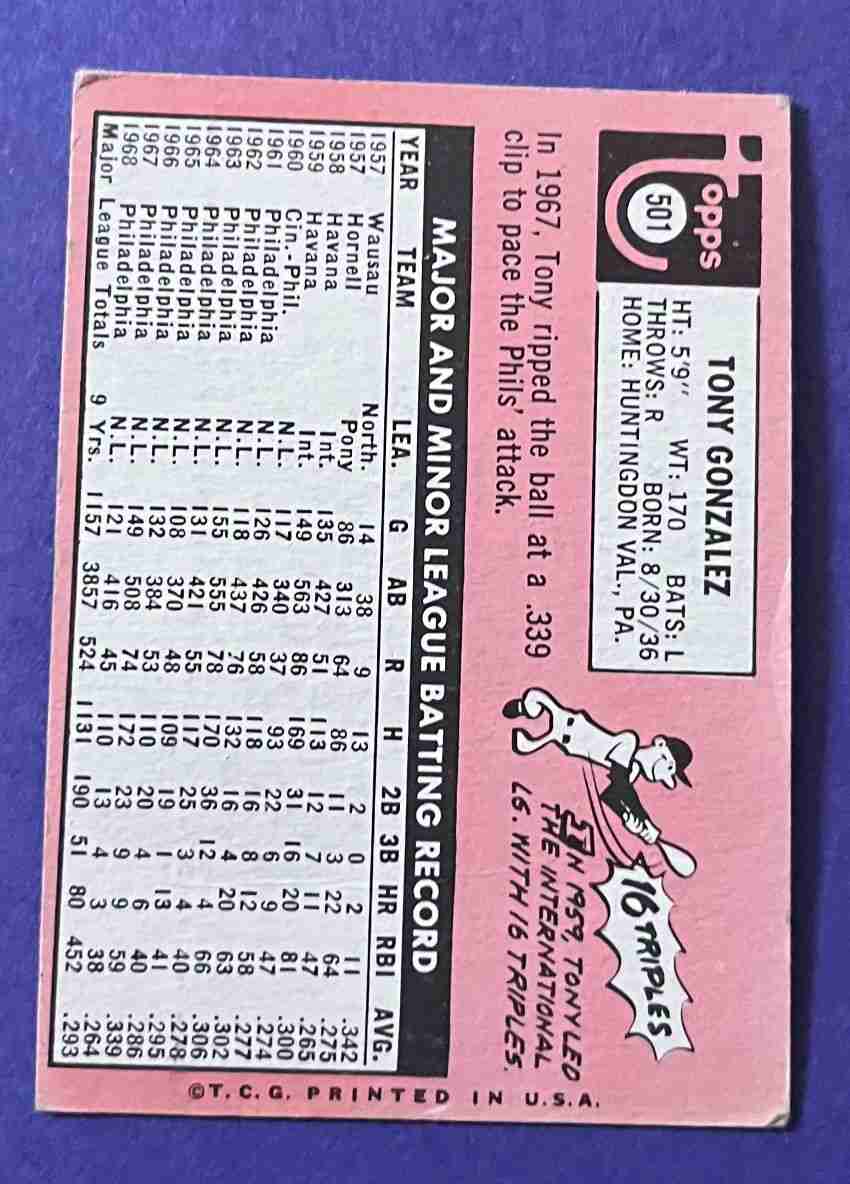 Topps
501
TONY GONZALEZ
HT: 5'9" WT: 170 BATS: L
THROWS: R BORN: 8/30/36
HOME: HUNTINGDON VAL., PA.
In 1967, Tony ripped the ball at a .339
clip to pace the Phils' attack.
16 TRIPLES
IN 1959, TONY LED
THE INTERNATIONAL
LG. WITH 16 TRIPLES.
MAJOR AND MINOR LEAGUE BATTING RECORD
YEAR TEAM LEA. G AB R H 2B 3B HR RBI AVG.
1957 Wausau North. 14 38 9 13 2 0 2 11 .342
1957 Hornell Pony 86 313 64 86 11 3 22 64 .275
1958 Havana Int. 135 427 51 113 12 7 11 47 .265
1959 Havana Int. 149 563 86 169 31 16 20 81 .300
1960 Cin.-Phil. N.L. 117 340 37 93 22 6 9 47 .274
1961 Philadelphia N.L. 126 426 58 118 16 8 12 58 .277
1962 Philadelphia N.L. 118 437 76 132 16 4 20 63 .302
1963 Philadelphia N.L. 155 555 78 170 36 12 4 66 .306
1964 Philadelphia N.L. 131 421 55 117 25 3 4 40 .278
1965 Philadelphia N.L. 108 370 48 109 19 1 13 41 .295
1966 Philadelphia N.L. 132 384 53 110 20 4 6 40 .286
1967 Philadelphia N.L. 149 508 74 172 23 9 9 59 .339
1968 Philadelphia N.L. 121 416 45 110 13 4 3 38 .264
Major League Totals 9 Yrs. 1157 3857 524 1131 190 51 80 452 .293
©T.C.G. PRINTED IN U.S.A.